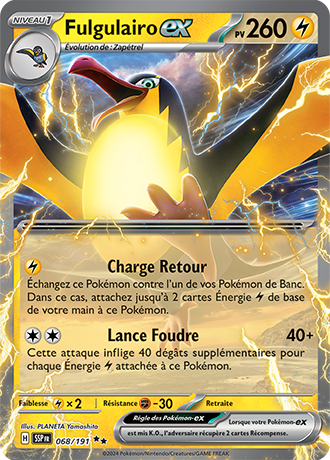 NIVEAU 1
Fulgulairo ex
PV 260
Évolution de : Zapétrel
Charge Retour
Échangez ce Pokémon contre l'un de vos Pokémon de Banc.
Dans ce cas, attachez jusqu'à 2 cartes Énergie de base
de votre main à ce Pokémon.
Lance Foudre 40+
Cette attaque inflige 40 dégâts supplémentaires pour
chaque Énergie attachée à ce Pokémon.
Faiblesse × 2 Résistance -30 Retraite
Règle des Pokémon-ex Lorsque votre Pokémon-ex
est mis K.O., l'adversaire récupère 2 cartes Récompense.
Illus. PLANETA Yamashita
H SSP FR 068/191
©2024 Pokémon/Nintendo/Creatures/GAME FREAK